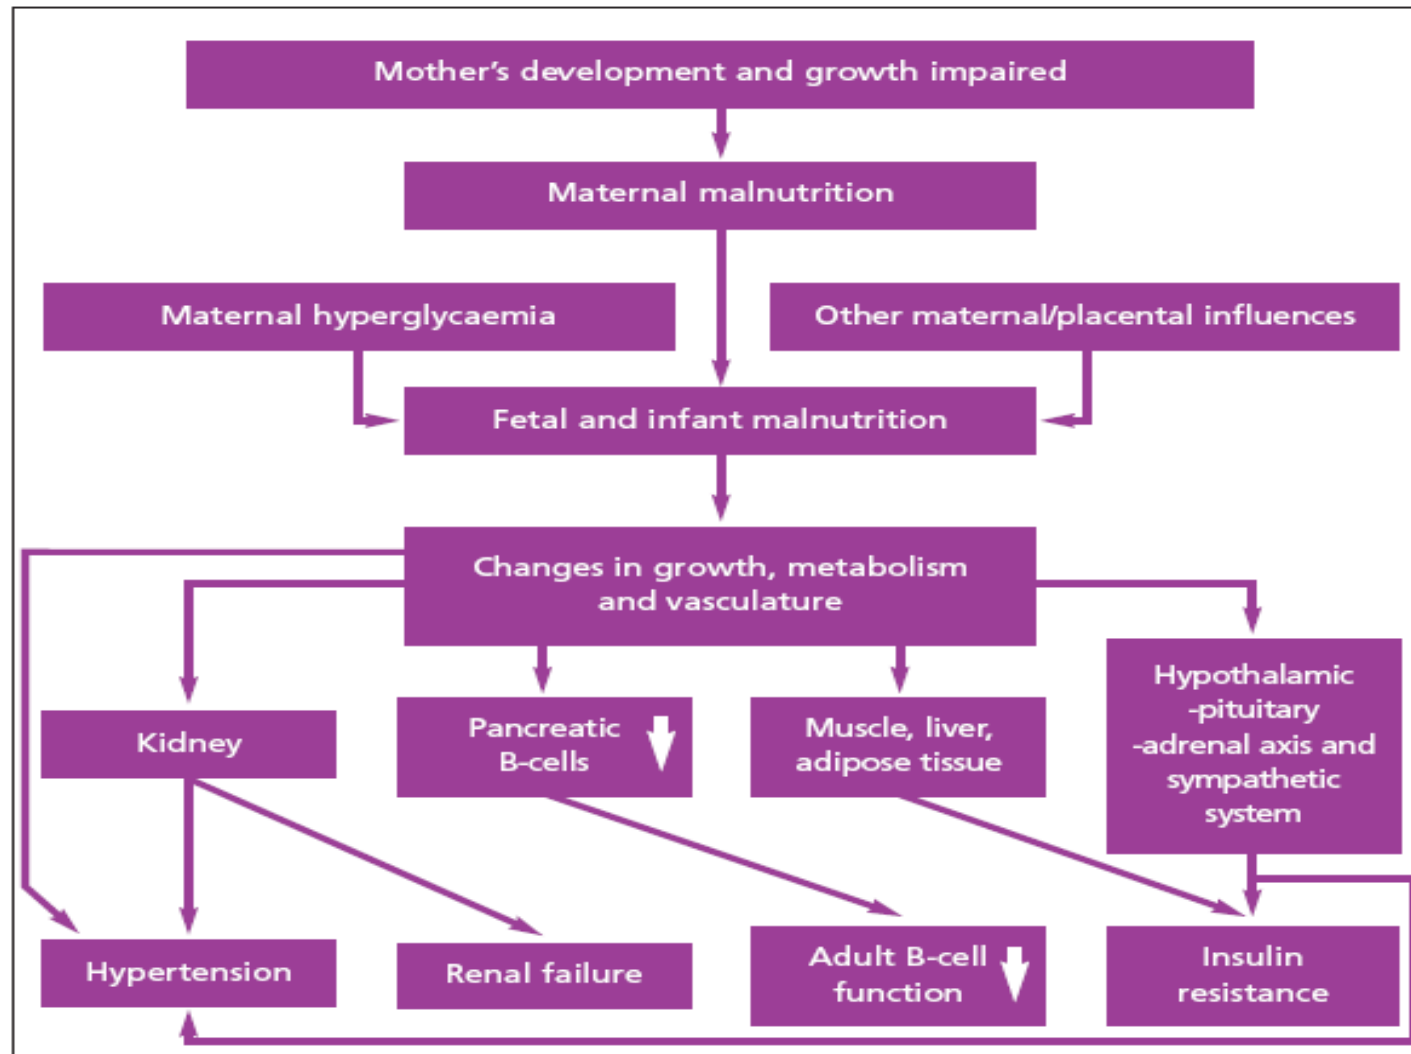 Mother's development and growth impaired
Maternal malnutrition
Maternal hyperglycaemia
Other maternal/placental influences
Fetal and infant malnutrition
Changes in growth, metabolism
and vasculature
Kidney
Pancreatic
B-cells
Muscle, liver,
adipose tissue
Hypothalamic
-pituitary
-adrenal axis and
sympathetic
system
Hypertension
Renal failure
Adult B-cell
function
Insulin
resistance